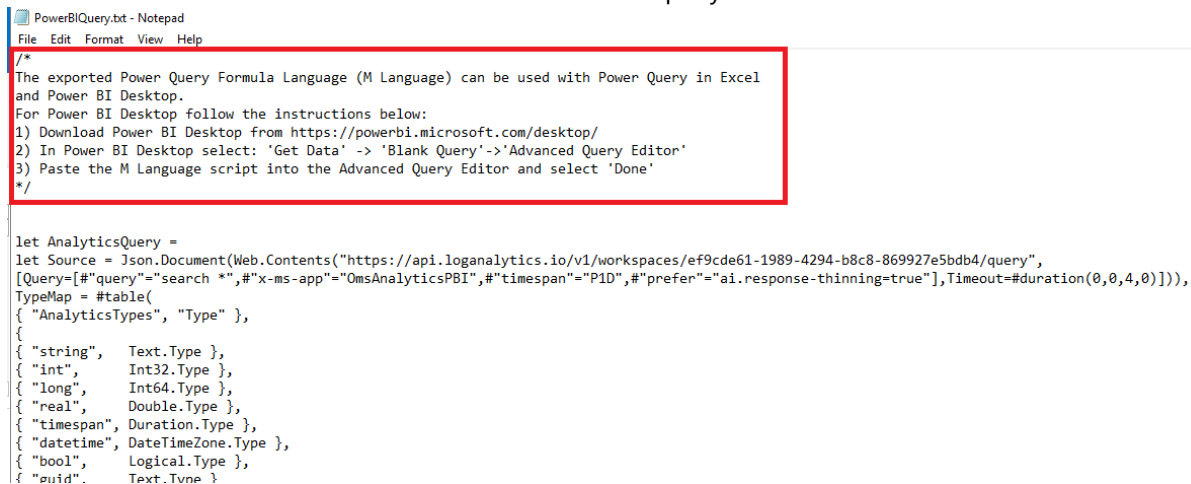 PowerBIQuery.txt - Notepad
File Edit Format View Help
/*
The exported Power Query Formula Language (M Language) can be used with Power Query in Excel
and Power BI Desktop.
For Power BI Desktop follow the instructions below:
1) Download Power BI Desktop from https://powerbi.microsoft.com/desktop/
2) In Power BI Desktop select: 'Get Data' -> 'Blank Query'->'Advanced Query Editor'
3) Paste the M Language script into the Advanced Query Editor and select 'Done'
*/
let AnalyticsQuery =
let Source = Json.Document(Web.Contents("https://api.loganalytics.io/v1/workspaces/ef9cde61-1989-4294-b8c8-869927e5bdb4/query",
[Query=[#"query"="search *",#"x-ms-app"="OmsAnalyticsPBI",#"timespan"="P1D",#"prefer"="ai.response-thinning=true"],Timeout=#duration(0,0,4,0)])),
TypeMap = #table(
{ "AnalyticsTypes", "Type" },
{
{ "string", Text.Type },
{ "int", Int32.Type },
{ "long", Int64.Type },
{ "real", Double.Type },
{ "timespan", Duration.Type },
{ "datetime", DateTimeZone.Type },
{ "bool", Logical.Type },
{ "guid", Text.Type }